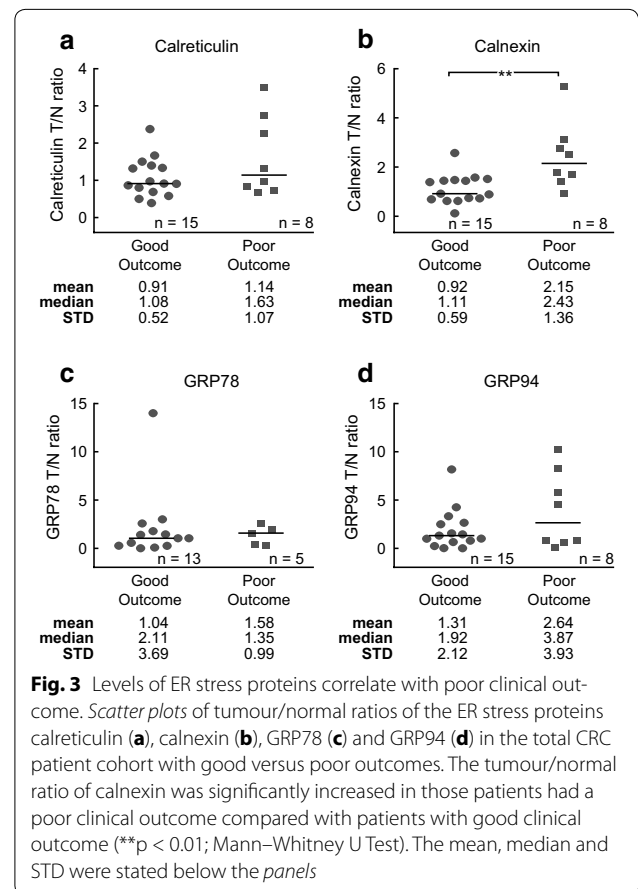 a
Calreticulin
Calreticulin T/N ratio
4
3
2
1
0
n = 15
n = 8
Good Outcome
Poor Outcome
mean 0.91 1.14
median 1.08 1.63
STD 0.52 1.07
b
Calnexin
Calnexin T/N ratio
6
4
2
0
**
n = 15
n = 8
Good Outcome
Poor Outcome
mean 0.92 2.15
median 1.11 2.43
STD 0.59 1.36
c
GRP78
GRP78 T/N ratio
15
10
5
0
n = 13
n = 5
Good Outcome
Poor Outcome
mean 1.04 1.58
median 2.11 1.35
STD 3.69 0.99
d
GRP94
GRP94 T/N ratio
15
10
5
0
n = 15
n = 8
Good Outcome
Poor Outcome
mean 1.31 2.64
median 1.92 3.87
STD 2.12 3.93
Fig. 3 Levels of ER stress proteins correlate with poor clinical out-
come. Scatter plots of tumour/normal ratios of the ER stress proteins
calreticulin (a), calnexin (b), GRP78 (c) and GRP94 (d) in the total CRC
patient cohort with good versus poor outcomes. The tumour/normal
ratio of calnexin was significantly increased in those patients had a
poor clinical outcome compared with patients with good clinical
outcome (**p < 0.01; Mann–Whitney U Test). The mean, median and
STD were stated below the panels